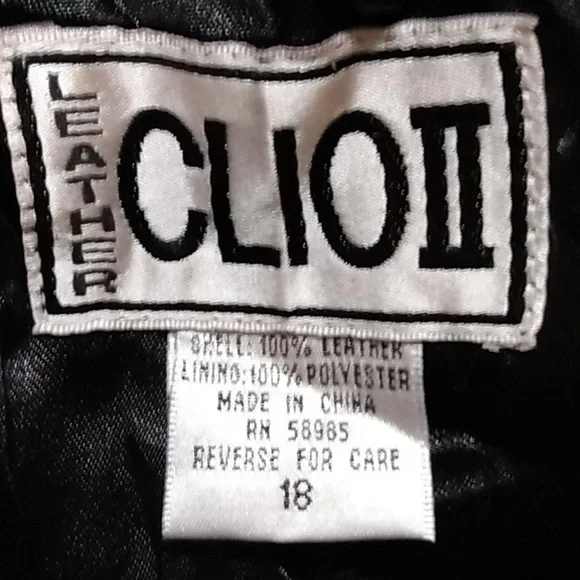 LEATHER
CLIO II
SHELL: 100% LEATHER
LINING: 100% POLYESTER
MADE IN CHINA
RN 58985
REVERSE FOR CARE
18